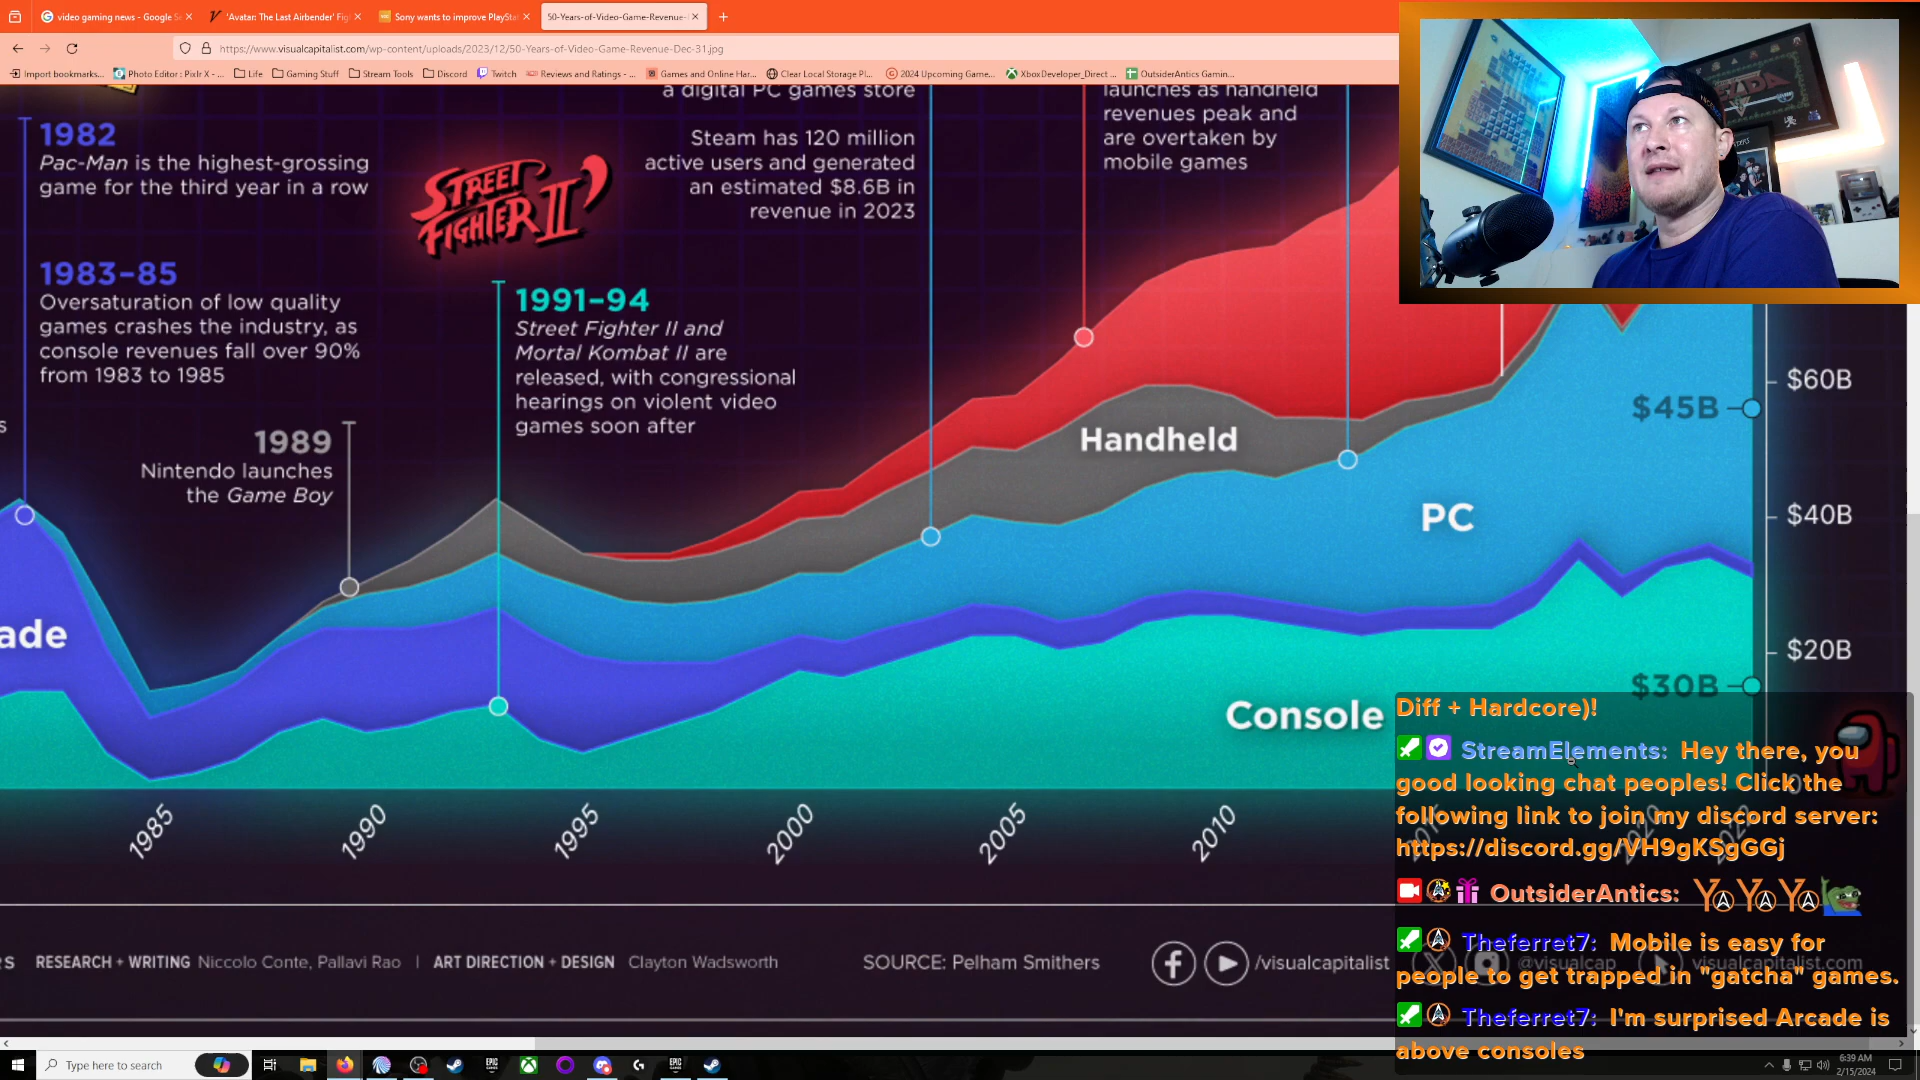 video gaming news - Google Se
'Avatar: The Last Airbender' Figh
Sony wants to improve PlayStat
50-Years-of-Video-Game-Revenue-
https://www.visualcapitalist.com/wp-content/uploads/2023/12/50-Years-of-Video-Game-Revenue-Dec-31.jpg
Import bookmarks...
Photo Editor : Pixlr X - ...
Life
Gaming Stuff
Stream Tools
Discord
Twitch
Reviews and Ratings - ...
Games and Online Har...
Clear Local Storage Pl...
2024 Upcoming Game...
XboxDeveloper_Direct ...
OutsiderAntics Gamin...
a digital PC games store
Steam has 120 million
active users and generated
an estimated $8.6B in
revenue in 2023
launches as handheld
revenues peak and
are overtaken by
mobile games
1982
Pac-Man is the highest-grossing
game for the third year in a row
STREET
FIGHTER II'
1983–85
Oversaturation of low quality
games crashes the industry, as
console revenues fall over 90%
from 1983 to 1985
1991–94
Street Fighter II and
Mortal Kombat II are
released, with congressional
hearings on violent video
games soon after
s
1989
Nintendo launches
the Game Boy
Handheld
PC
ade
Console
$60B
$45B
$40B
$20B
$30B
1985
1990
1995
2000
2005
2010
Diff + Hardcore)!
StreamElements: Hey there, you
good looking chat peoples! Click the
following link to join my discord server:
https://discord.gg/VH9gKSgGGj
OutsiderAntics:
Theferret7: Mobile is easy for
people to get trapped in "gatcha" games.
Theferret7: I'm surprised Arcade is
above consoles
RS
RESEARCH + WRITING Niccolo Conte, Pallavi Rao | ART DIRECTION + DESIGN Clayton Wadsworth
SOURCE: Pelham Smithers
/visualcapitalist
@visualcap
visualcapitalist.com
Type here to search
6:39 AM
2/15/2024